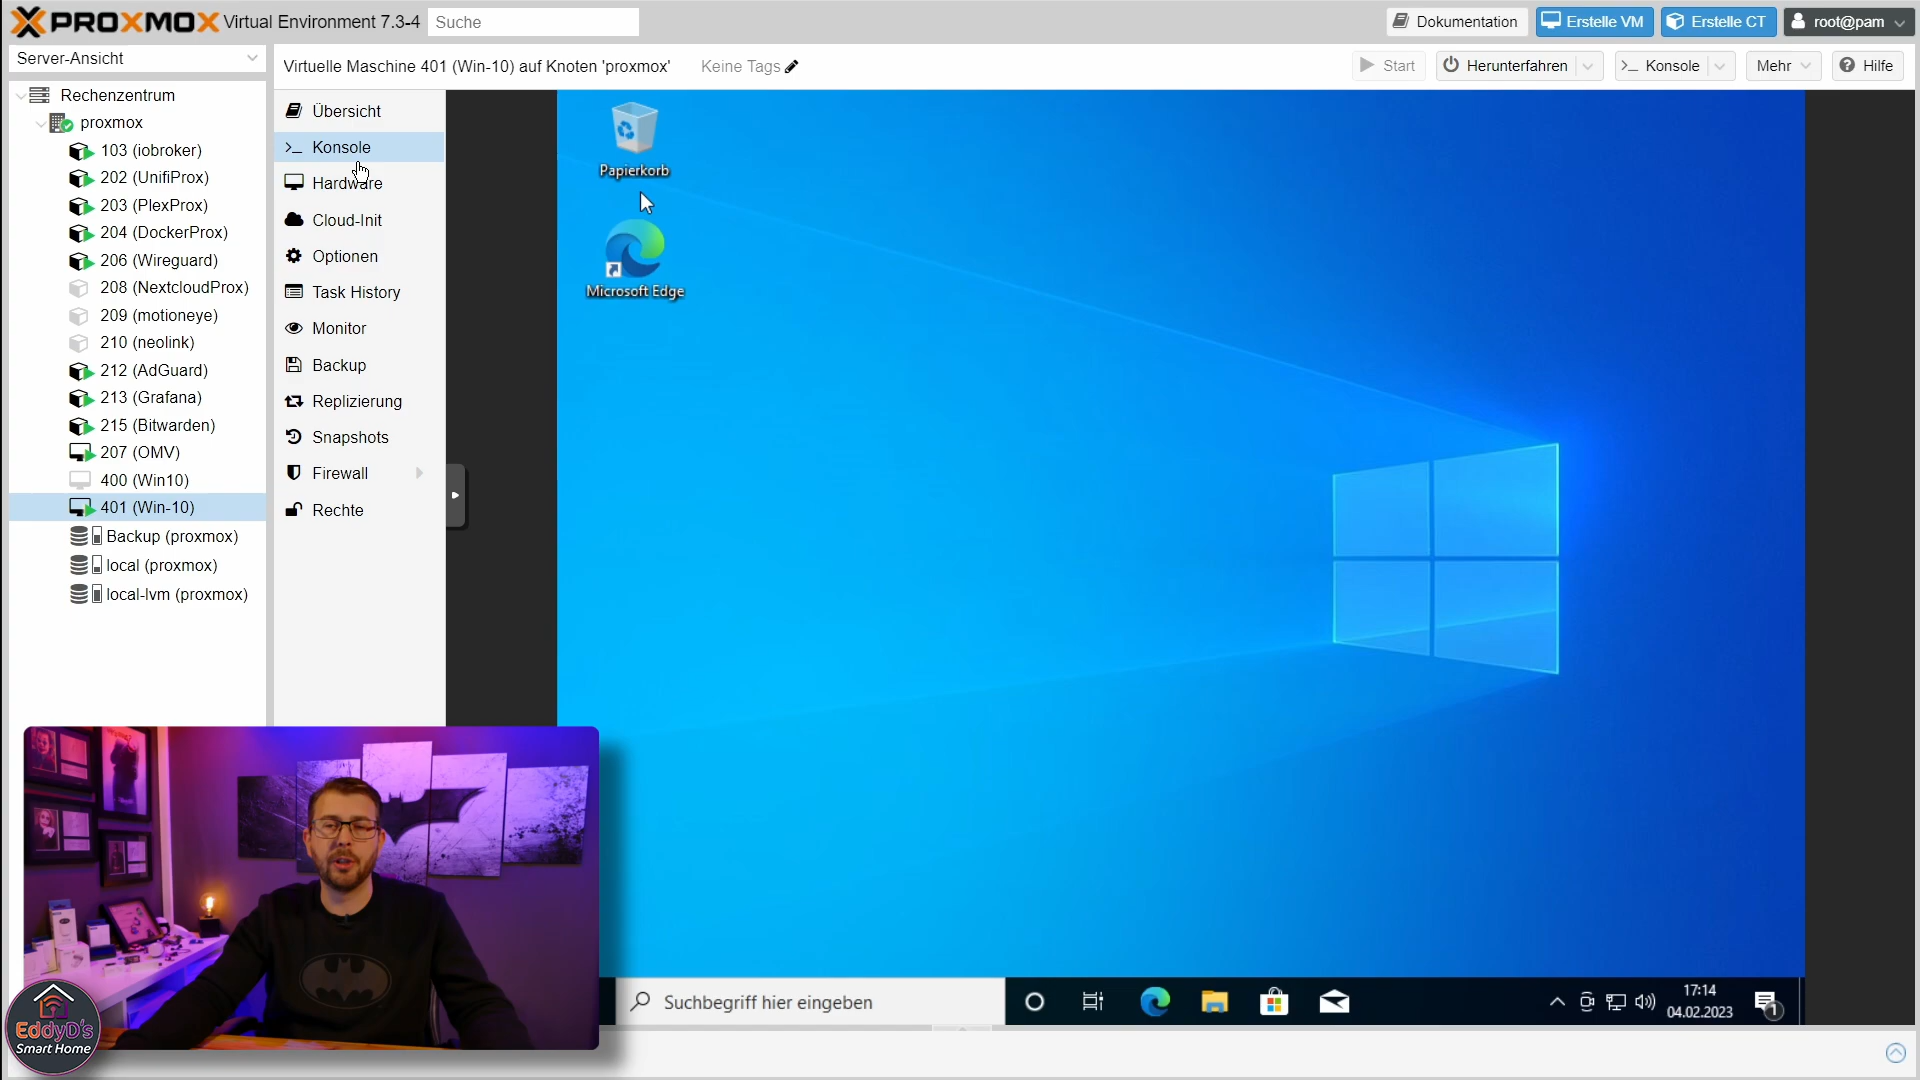 PROXMOX Virtual Environment 7.3-4
Suche
Dokumentation
Erstelle VM
Erstelle CT
root@pam
Server-Ansicht
Virtuelle Maschine 401 (Win-10) auf Knoten 'proxmox'
Keine Tags
Start
Herunterfahren
Konsole
Mehr
Hilfe
Rechenzentrum
proxmox
103 (iobroker)
202 (UnifiProx)
203 (PlexProx)
204 (DockerProx)
206 (Wireguard)
208 (NextcloudProx)
209 (motioneye)
210 (neolink)
212 (AdGuard)
213 (Grafana)
215 (Bitwarden)
207 (OMV)
400 (Win10)
401 (Win-10)
Backup (proxmox)
local (proxmox)
local-lvm (proxmox)
Übersicht
Konsole
Hardware
Cloud-Init
Optionen
Task History
Monitor
Backup
Replizierung
Snapshots
Firewall
Rechte
Papierkorb
Microsoft Edge
Suchbegriff hier eingeben
17:14
04.02.2023
1
EddyD's
Smart Home